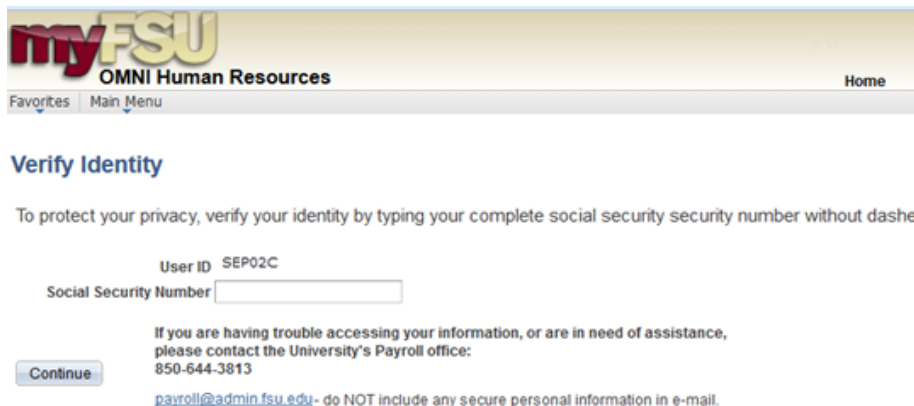 myFSU
OMNI Human Resources
Home
Favorites Main Menu
Verify Identity
To protect your privacy, verify your identity by typing your complete social security security number without dashe
User ID SEP02C
Social Security Number
If you are having trouble accessing your information, or are in need of assistance,
please contact the University's Payroll office:
850-644-3813
Continue
payroll@admin.fsu.edu- do NOT include any secure personal information in e-mail.